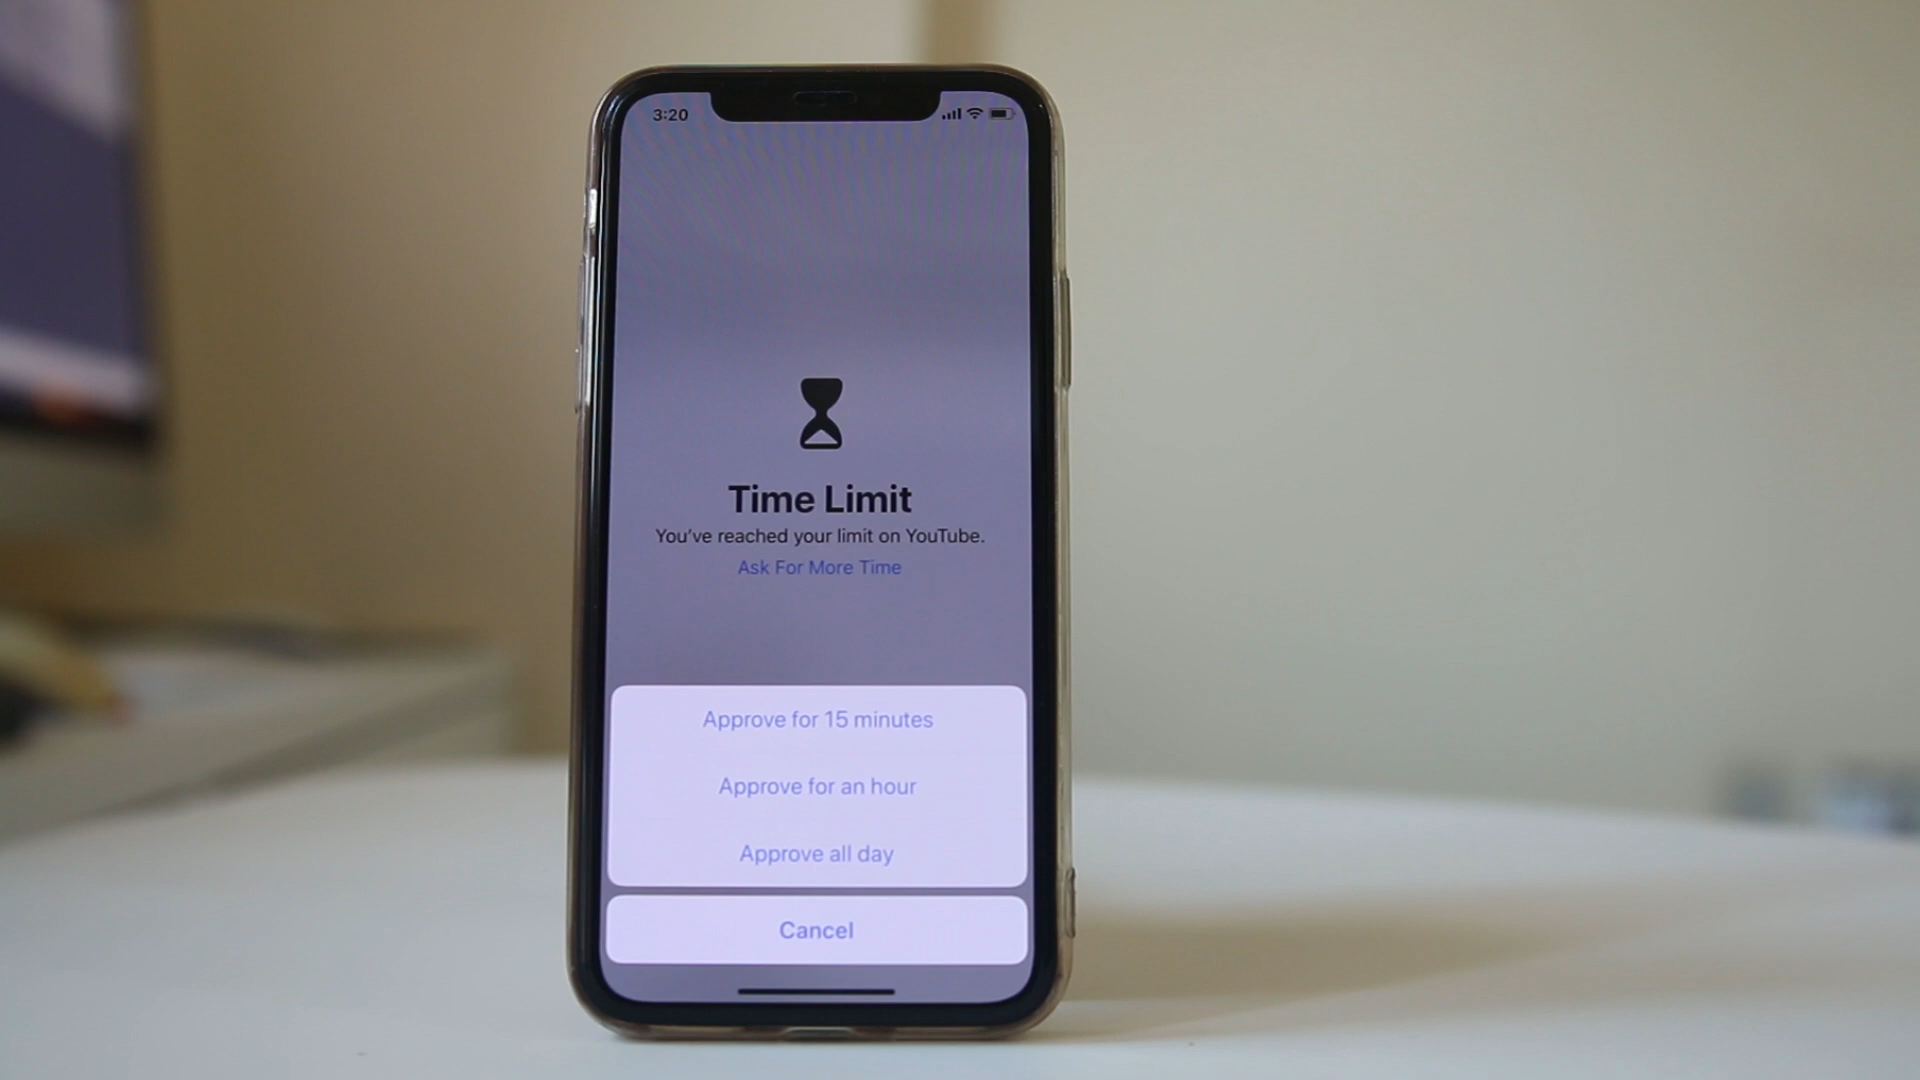 3:20
Time Limit
You've reached your limit on YouTube.
Ask For More Time
Approve for 15 minutes
Approve for an hour
Approve all day
Cancel